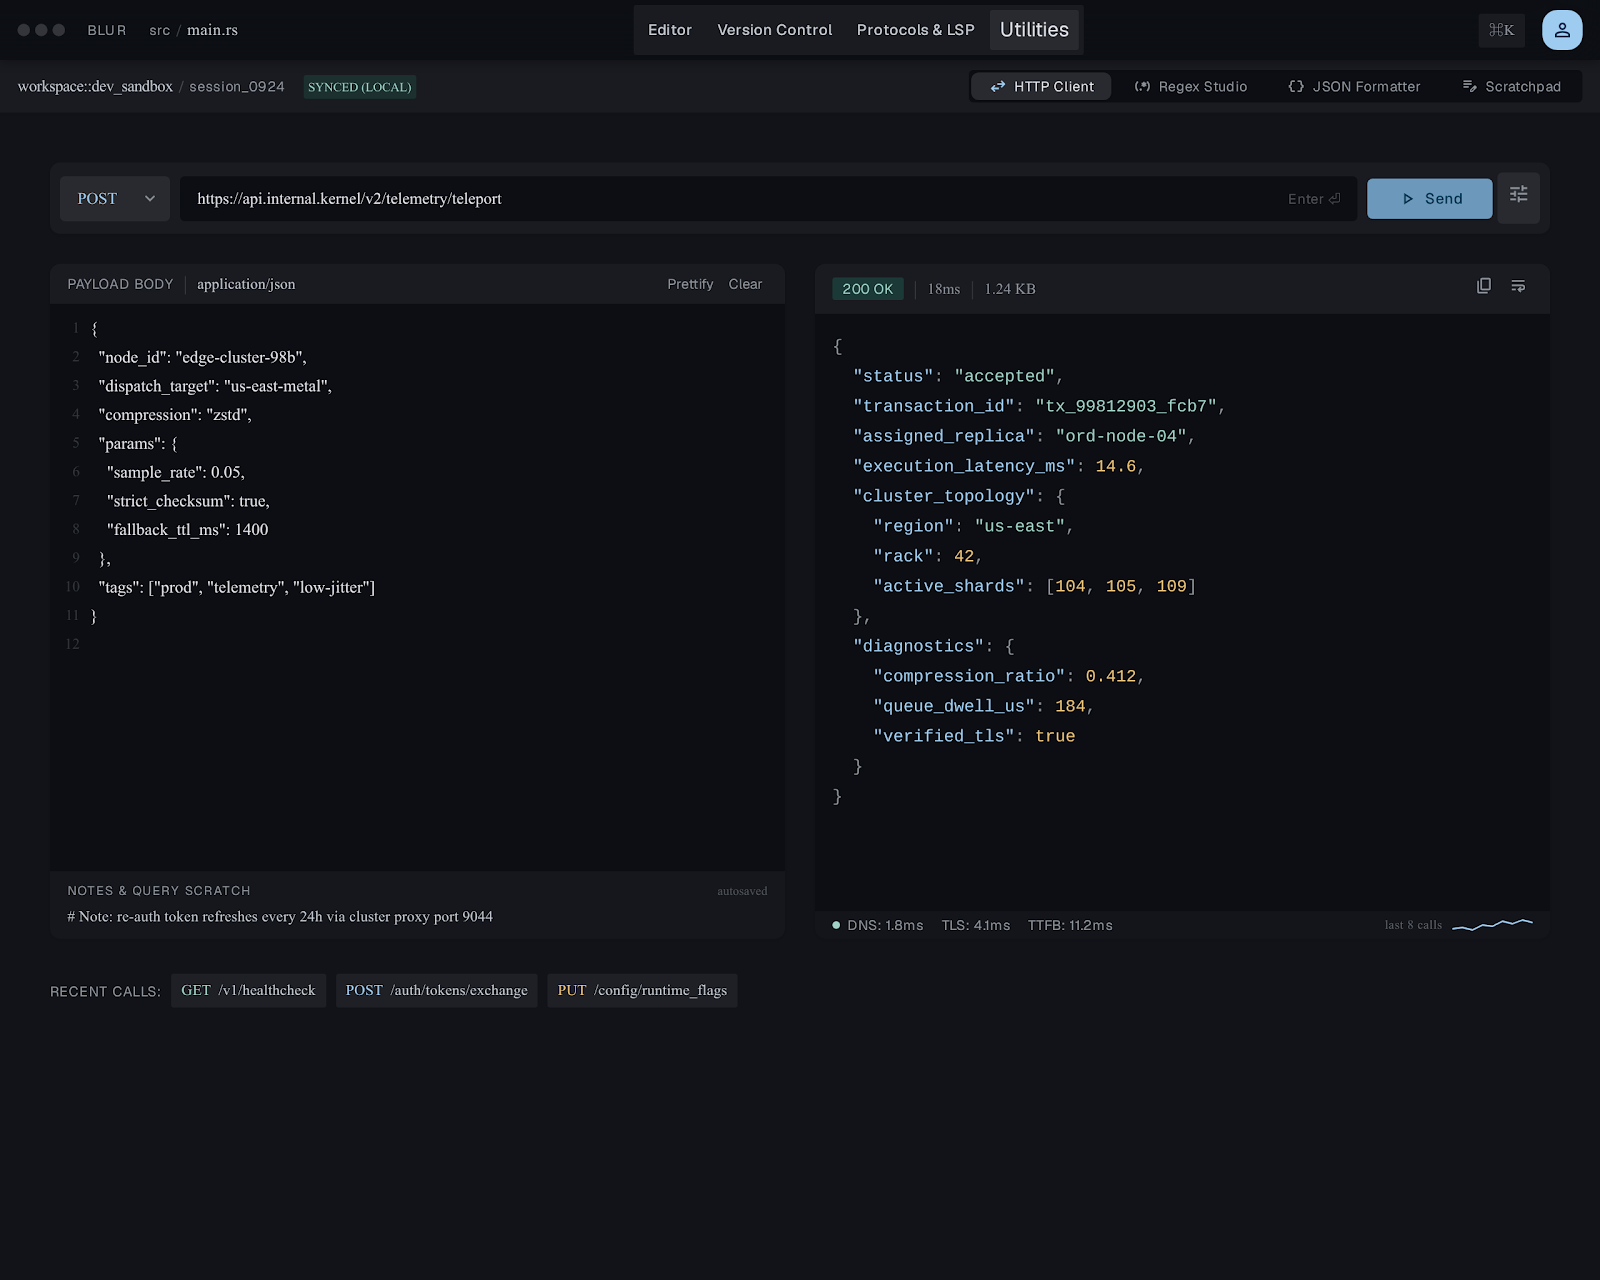 BLUR src / main.rs
Editor Version Control Protocols & LSP Utilities
⌘K
workspace::dev_sandbox / session_0924 SYNCED (LOCAL)
HTTP Client (.*) Regex Studio {} JSON Formatter Scratchpad
POST https://api.internal.kernel/v2/telemetry/teleport Enter ⏎ Send
PAYLOAD BODY application/json Prettify Clear
1 {
2 "node_id": "edge-cluster-98b",
3 "dispatch_target": "us-east-metal",
4 "compression": "zstd",
5 "params": {
6 "sample_rate": 0.05,
7 "strict_checksum": true,
8 "fallback_ttl_ms": 1400
9 },
10 "tags": ["prod", "telemetry", "low-jitter"]
11 }
12
NOTES & QUERY SCRATCH autosaved
# Note: re-auth token refreshes every 24h via cluster proxy port 9044
200 OK 18ms 1.24 KB
{
"status": "accepted",
"transaction_id": "tx_99812903_fcb7",
"assigned_replica": "ord-node-04",
"execution_latency_ms": 14.6,
"cluster_topology": {
"region": "us-east",
"rack": 42,
"active_shards": [104, 105, 109]
},
"diagnostics": {
"compression_ratio": 0.412,
"queue_dwell_us": 184,
"verified_tls": true
}
}
DNS: 1.8ms TLS: 4.1ms TTFB: 11.2ms last 8 calls
RECENT CALLS: GET /v1/healthcheck POST /auth/tokens/exchange PUT /config/runtime_flags